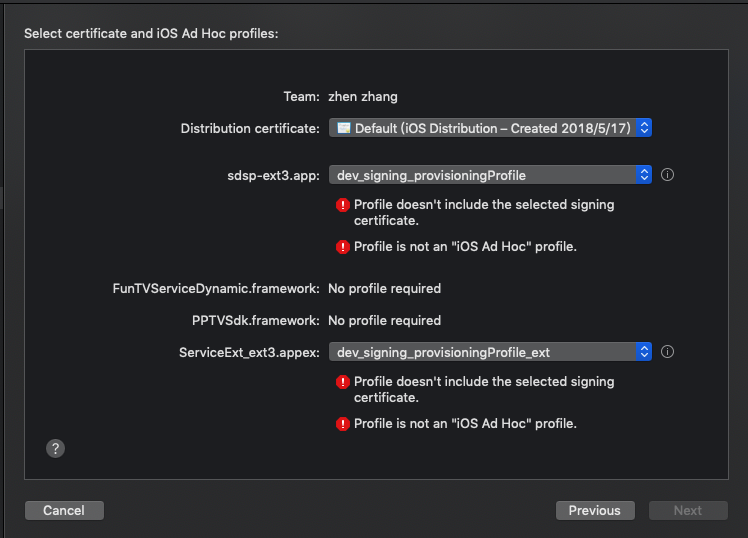 Select certificate and iOS Ad Hoc profiles:
Team: zhen zhang
Distribution certificate: Default (iOS Distribution – Created 2018/5/17)
sdsp-ext3.app: dev_signing_provisioningProfile
Profile doesn't include the selected signing
certificate.
Profile is not an "iOS Ad Hoc" profile.
FunTVServiceDynamic.framework: No profile required
PPTVSdk.framework: No profile required
ServiceExt_ext3.appex: dev_signing_provisioningProfile_ext
Profile doesn't include the selected signing
certificate.
Profile is not an "iOS Ad Hoc" profile.
?
Cancel Previous Next